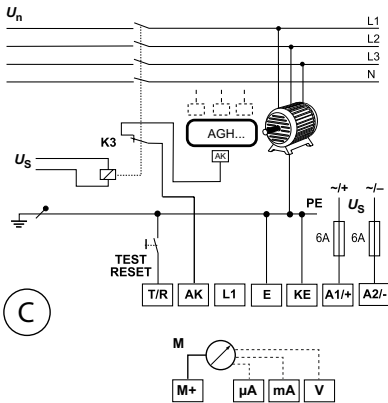 Un
L1
L2
L3
N
AGH...
K3
AK
US
PE
~/+
~/–
US
6A
6A
TEST
RESET
T/R
AK
L1
E
KE
A1/+
A2/-
C
M
M+
µA
mA
V